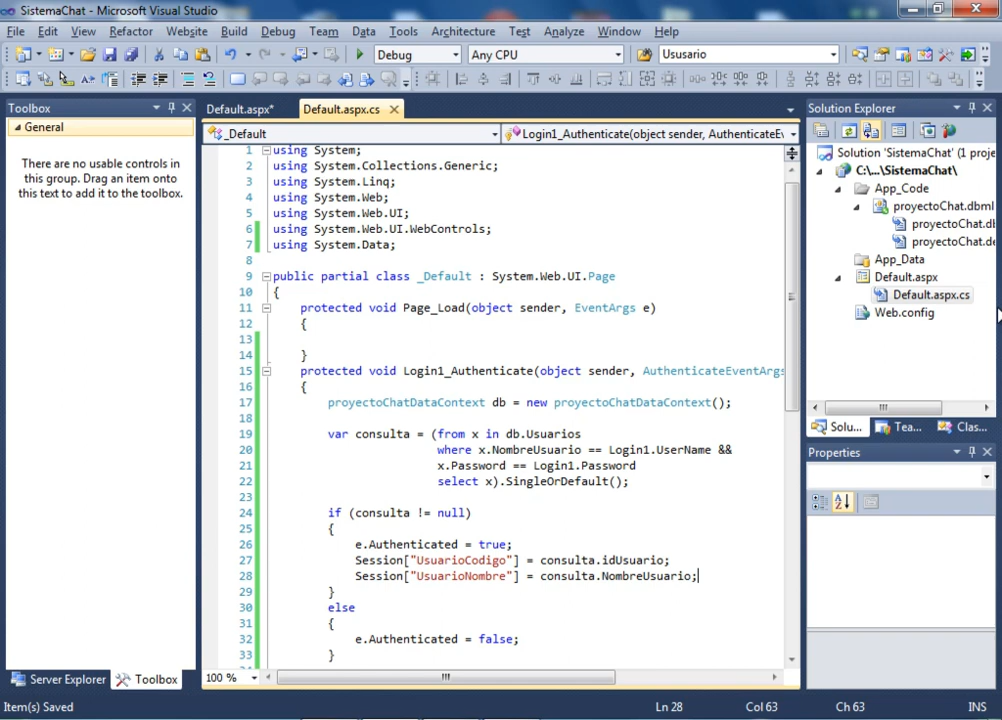 SistemaChat - Microsoft Visual Studio
File Edit View Refactor Website Build Debug Team Data Tools Architecture Test Analyze Window Help
Debug Any CPU Ususario
Toolbox
General
There are no usable controls in
this group. Drag an item onto
this text to add it to the toolbox.
Server Explorer Toolbox
Default.aspx* Default.aspx.cs
_Default Login1_Authenticate(object sender, AuthenticateEv
1 using System;
2 using System.Collections.Generic;
3 using System.Linq;
4 using System.Web;
5 using System.Web.UI;
6 using System.Web.UI.WebControls;
7 using System.Data;
8
9 public partial class _Default : System.Web.UI.Page
10 {
11 protected void Page_Load(object sender, EventArgs e)
12 {
13
14 }
15 protected void Login1_Authenticate(object sender, AuthenticateEventArgs
16 {
17 proyectoChatDataContext db = new proyectoChatDataContext();
18
19 var consulta = (from x in db.Usuarios
20 where x.NombreUsuario == Login1.UserName &&
21 x.Password == Login1.Password
22 select x).SingleOrDefault();
23
24 if (consulta != null)
25 {
26 e.Authenticated = true;
27 Session["UsuarioCodigo"] = consulta.idUsuario;
28 Session["UsuarioNombre"] = consulta.NombreUsuario;
29 }
30 else
31 {
32 e.Authenticated = false;
33 }
100 %
Solution Explorer
Solution 'SistemaChat' (1 proje
C:\...\SistemaChat\
App_Code
proyectoChat.dbml
proyectoChat.db
proyectoChat.de
App_Data
Default.aspx
Default.aspx.cs
Web.config
Solu... Tea... Clas...
Properties
Item(s) Saved Ln 28 Col 63 Ch 63 INS